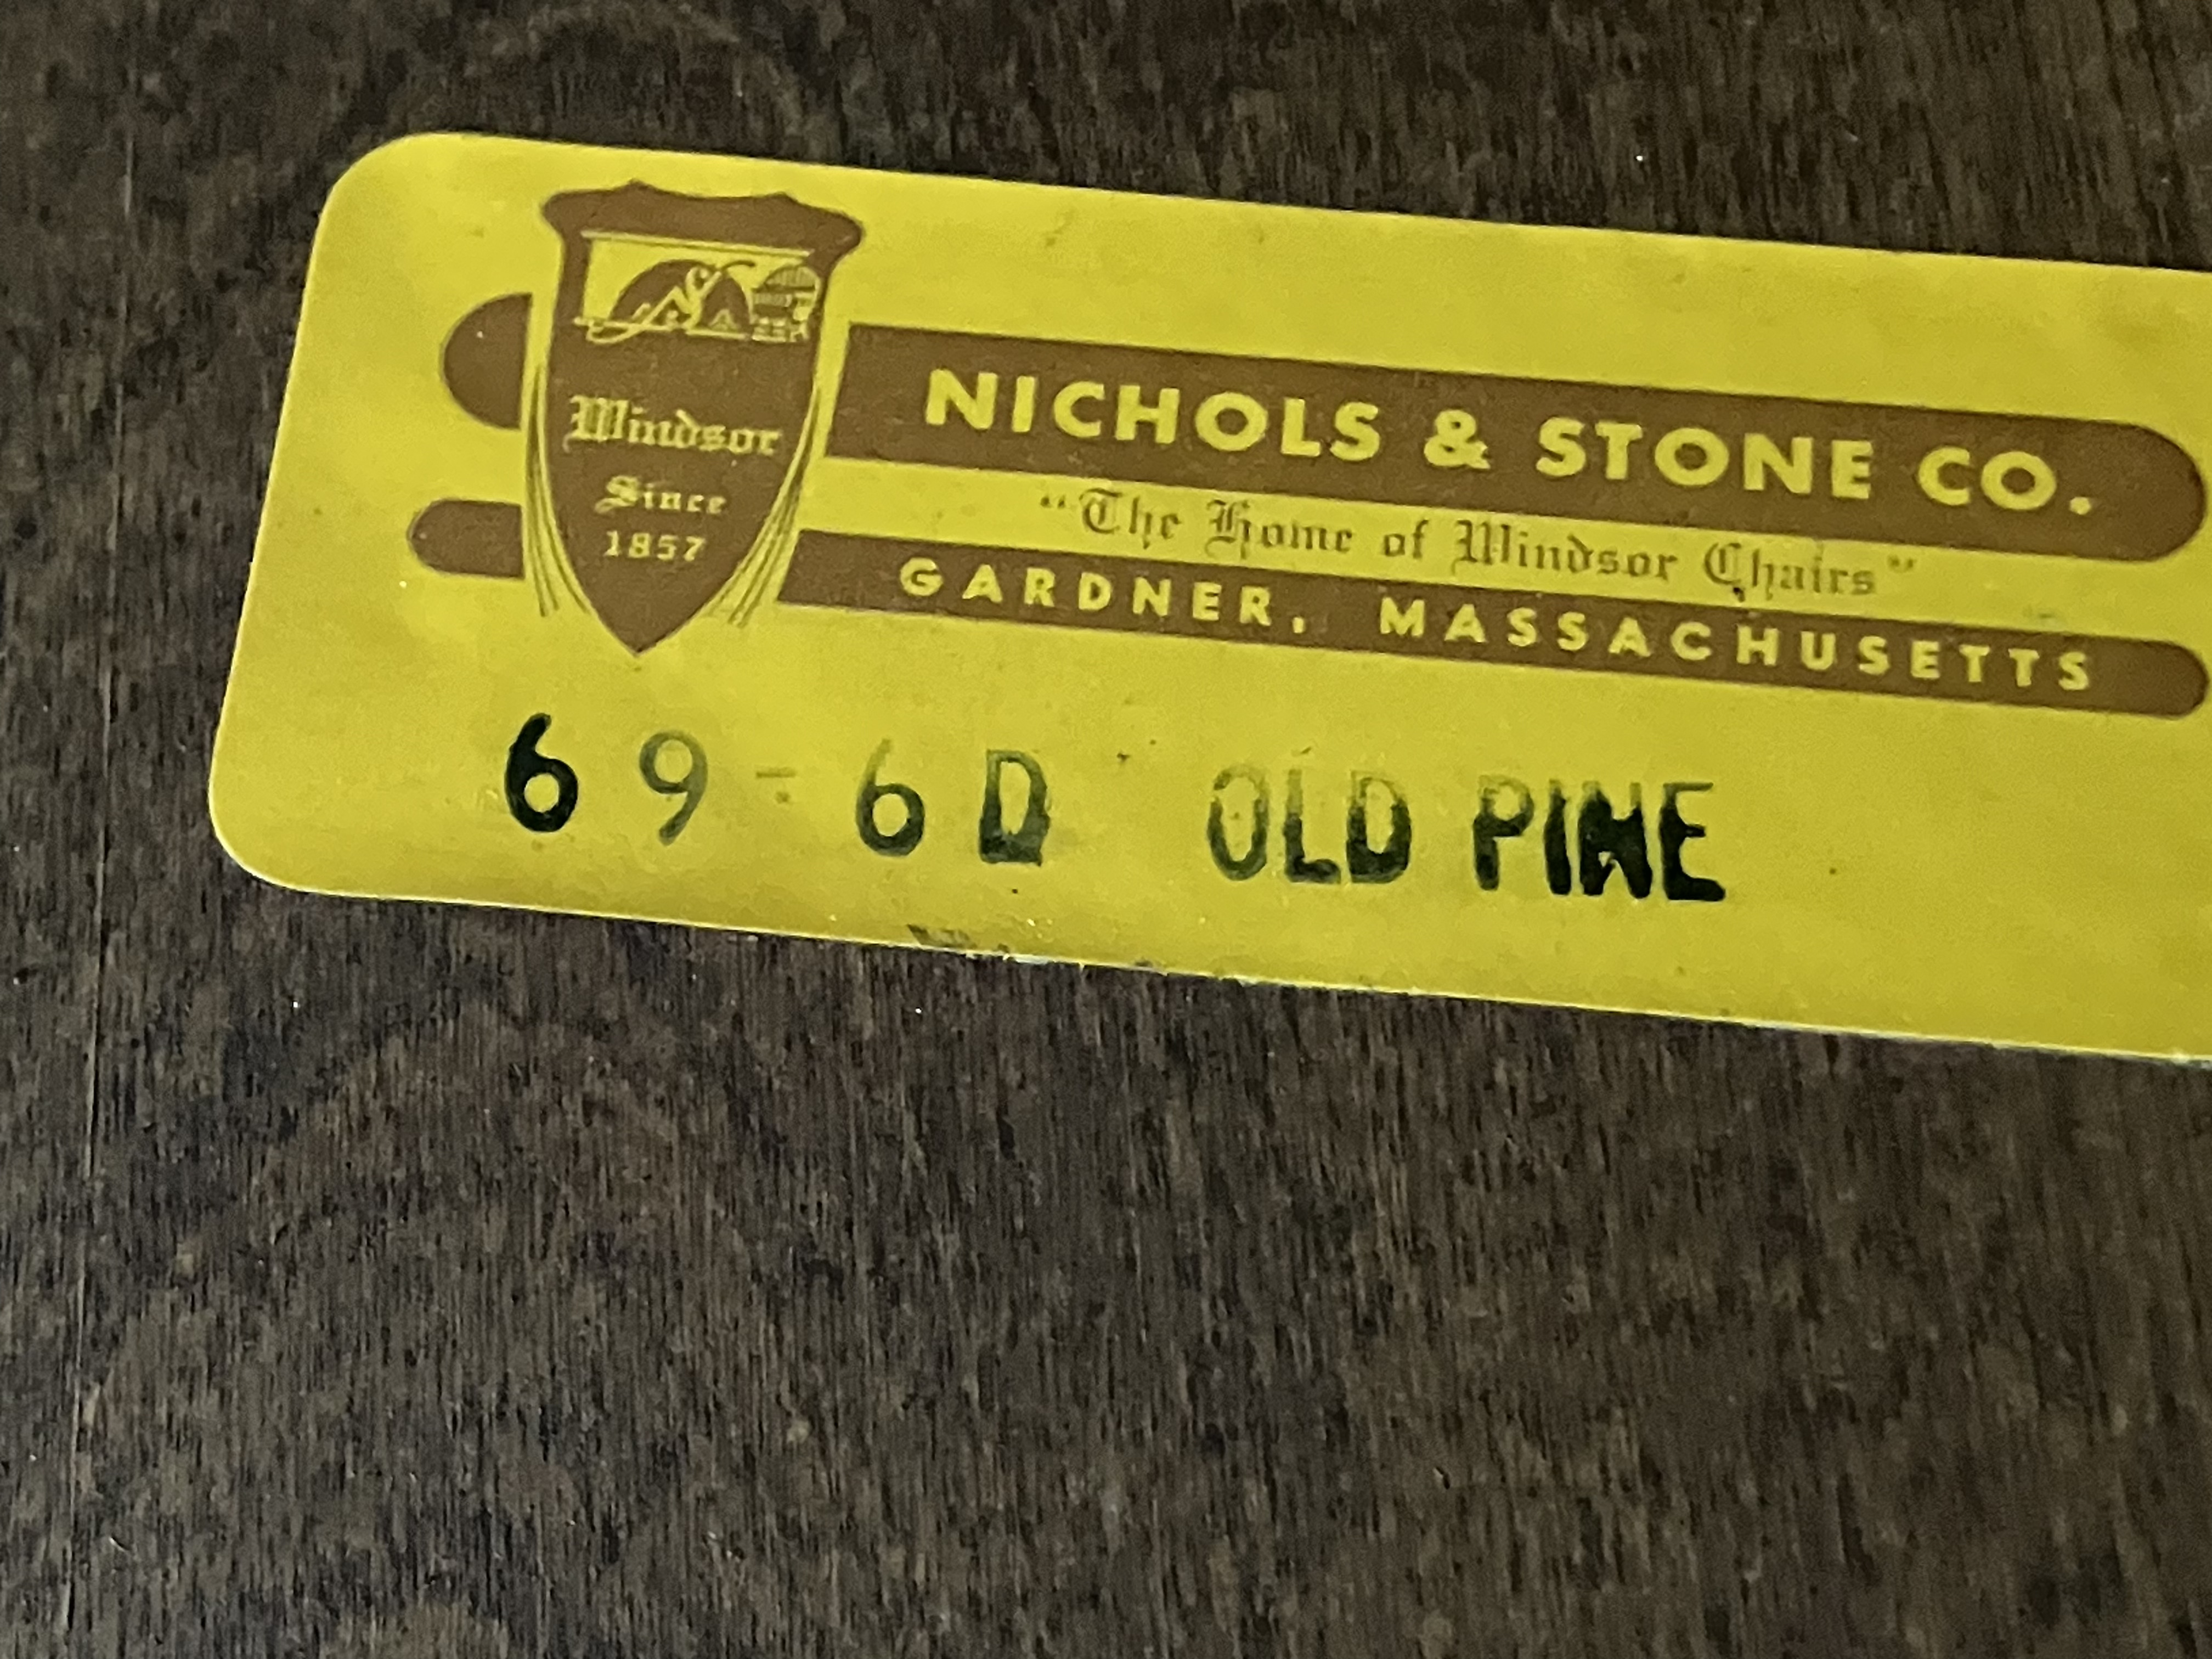 Windsor
Since
1857
NICHOLS & STONE CO.
"The Home of Windsor Chairs"
GARDNER, MASSACHUSETTS
69-6D OLD PINE